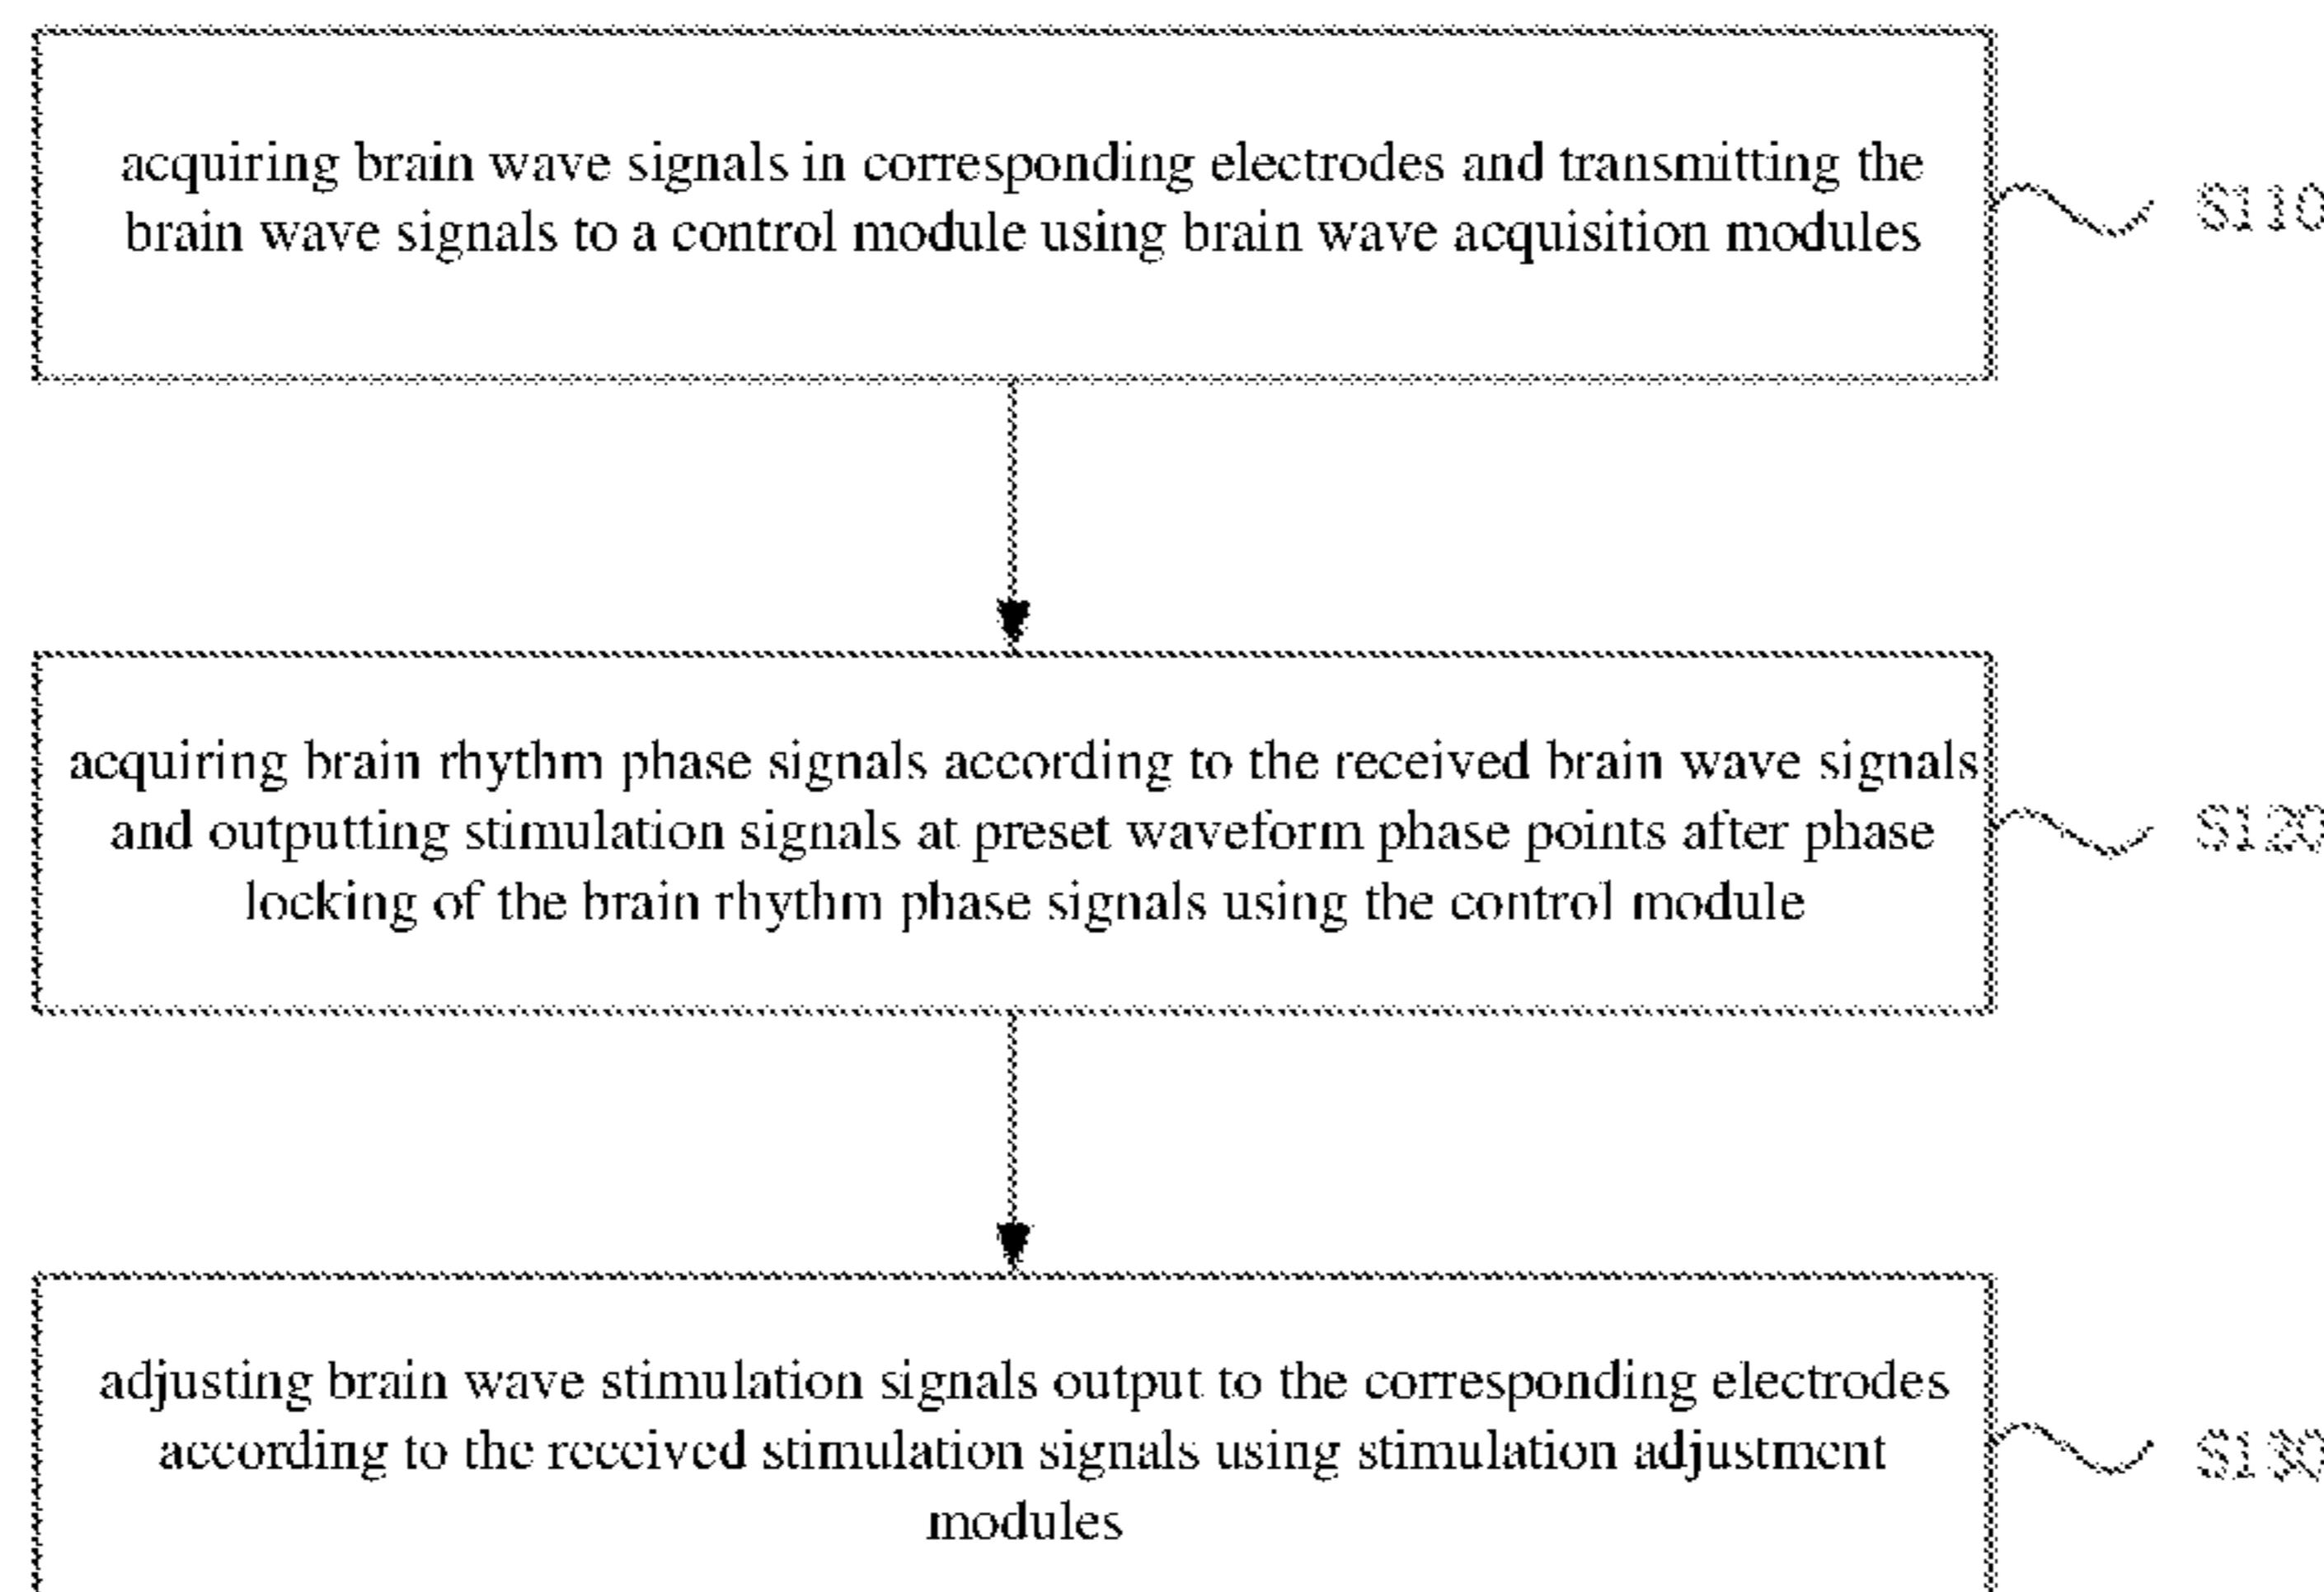 acquiring brain wave signals in corresponding electrodes and transmitting the
brain wave signals to a control module using brain wave acquisition modules
S110
acquiring brain rhythm phase signals according to the received brain wave signals
and outputting stimulation signals at preset waveform phase points after phase
locking of the brain rhythm phase signals using the control module
S120
adjusting brain wave stimulation signals output to the corresponding electrodes
according to the received stimulation signals using stimulation adjustment
modules
S130